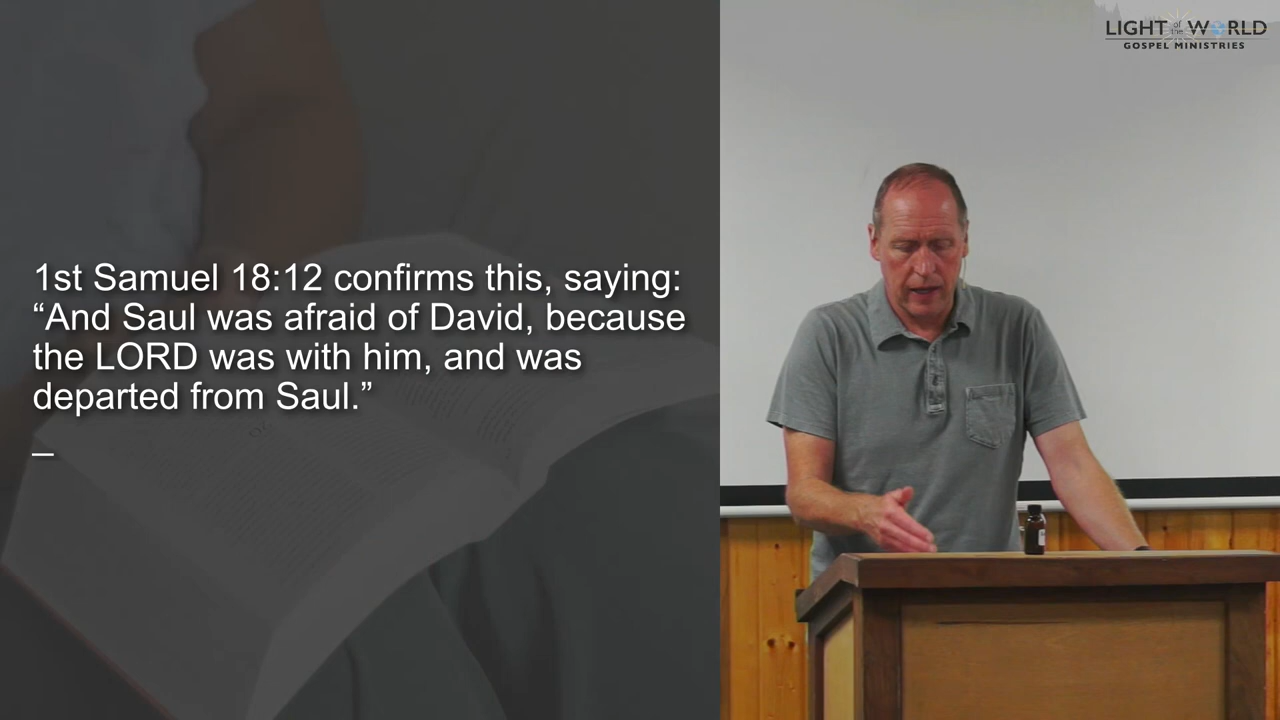 1st Samuel 18:12 confirms this, saying:
“And Saul was afraid of David, because
the LORD was with him, and was
departed from Saul.”
_
LIGHT of the WORLD
GOSPEL MINISTRIES